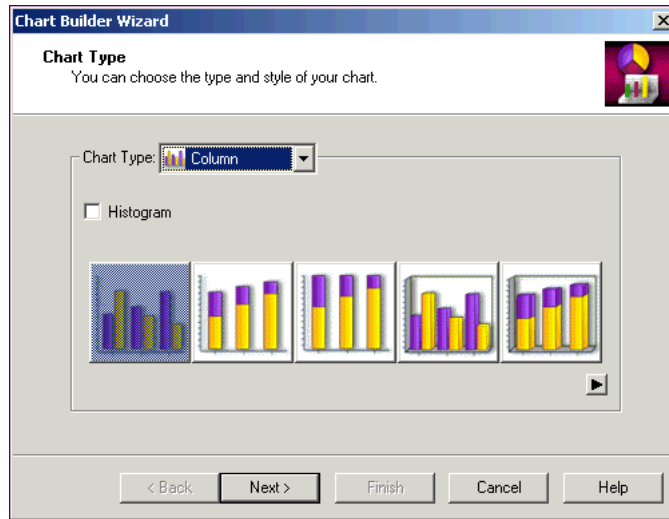 Chart Builder Wizard
Chart Type
You can choose the type and style of your chart.
Chart Type: Column
Histogram
< Back Next > Finish Cancel Help